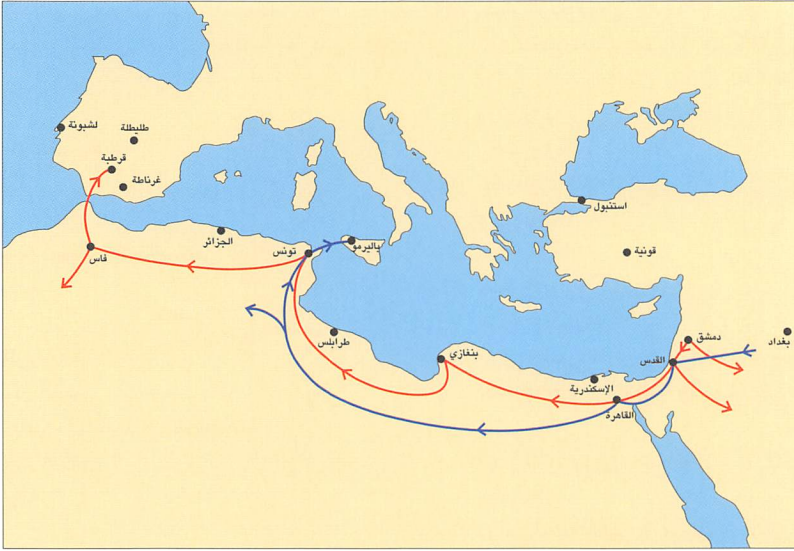 لشبونة
طليطلة
قرطبة
غرناطة
استنبول
الجزائر
تونس
باليرمو
قونية
فاس
طرابلس
دمشق
بغداد
بنغازي
القدس
الإسكندرية
القاهرة